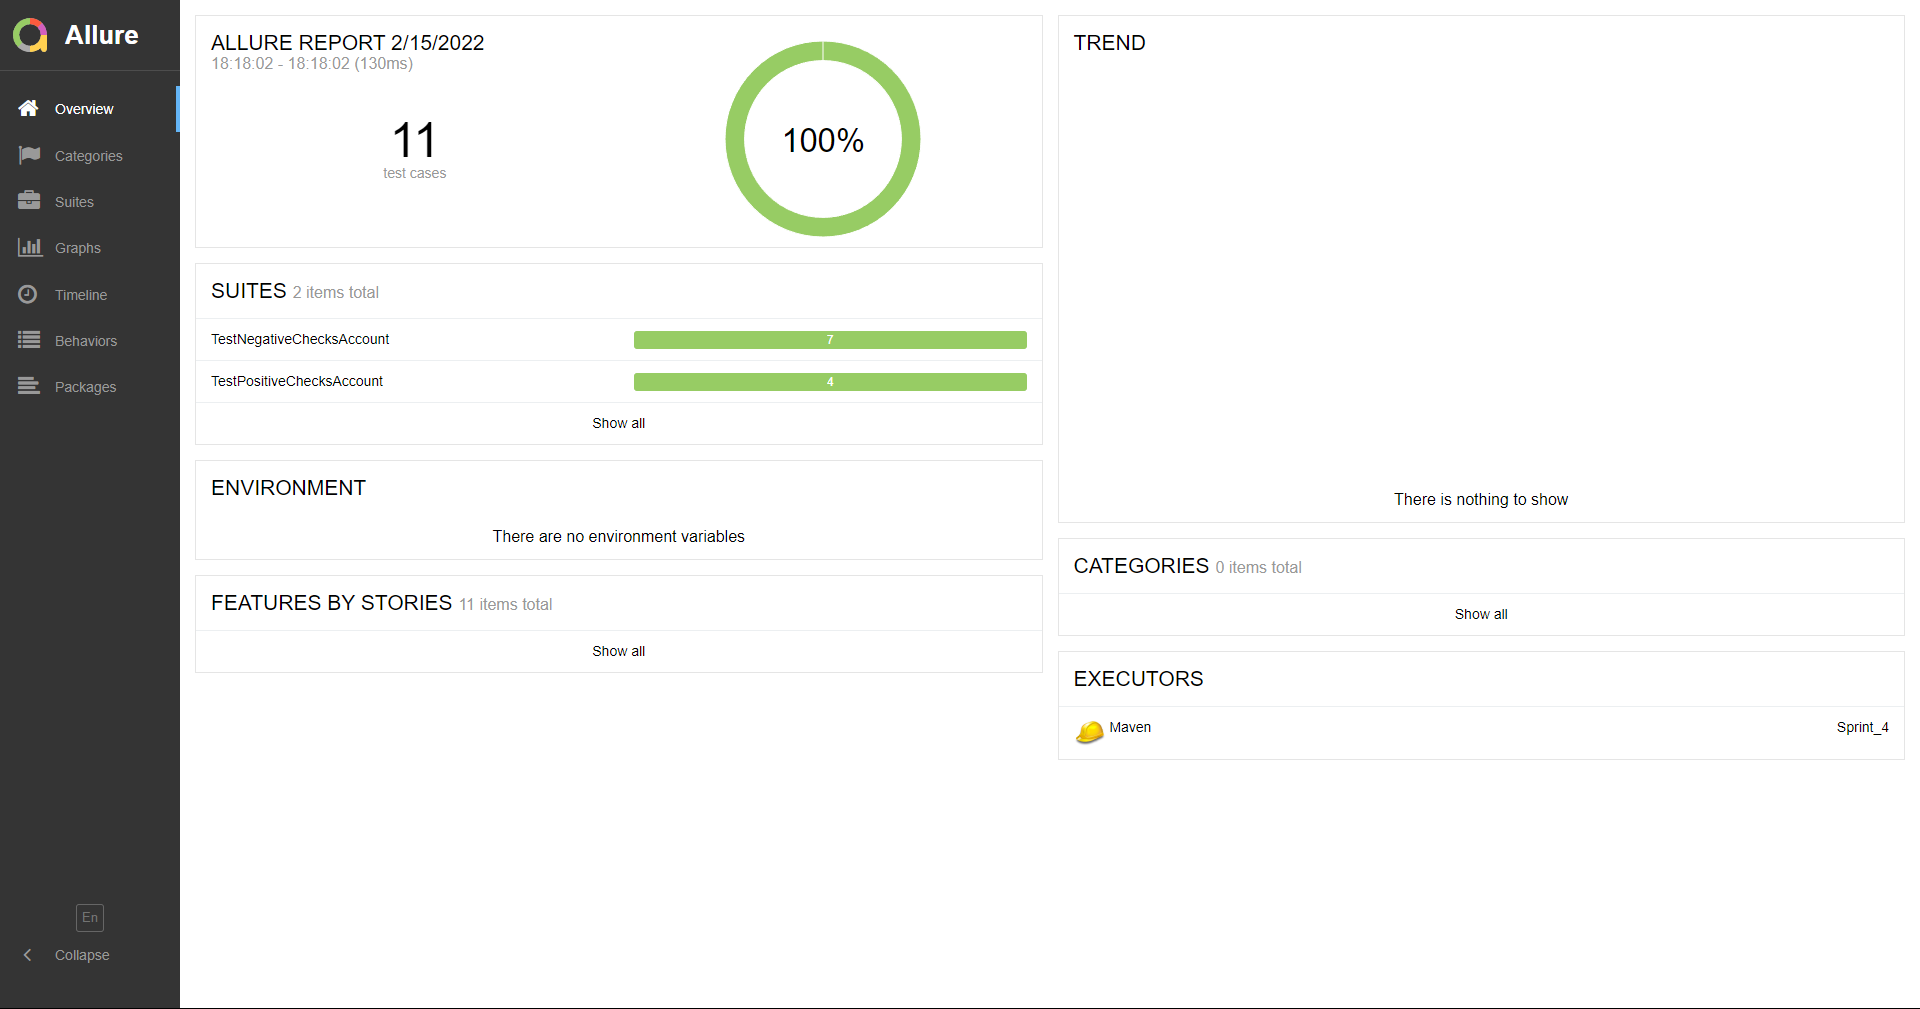 Allure
Overview
Categories
Suites
Graphs
Timeline
Behaviors
Packages
En
Collapse
ALLURE REPORT 2/15/2022
18:18:02 - 18:18:02 (130ms)
11
test cases
100%
SUITES 2 items total
TestNegativeChecksAccount 7
TestPositiveChecksAccount 4
Show all
ENVIRONMENT
There are no environment variables
FEATURES BY STORIES 11 items total
Show all
TREND
There is nothing to show
CATEGORIES 0 items total
Show all
EXECUTORS
Maven Sprint_4